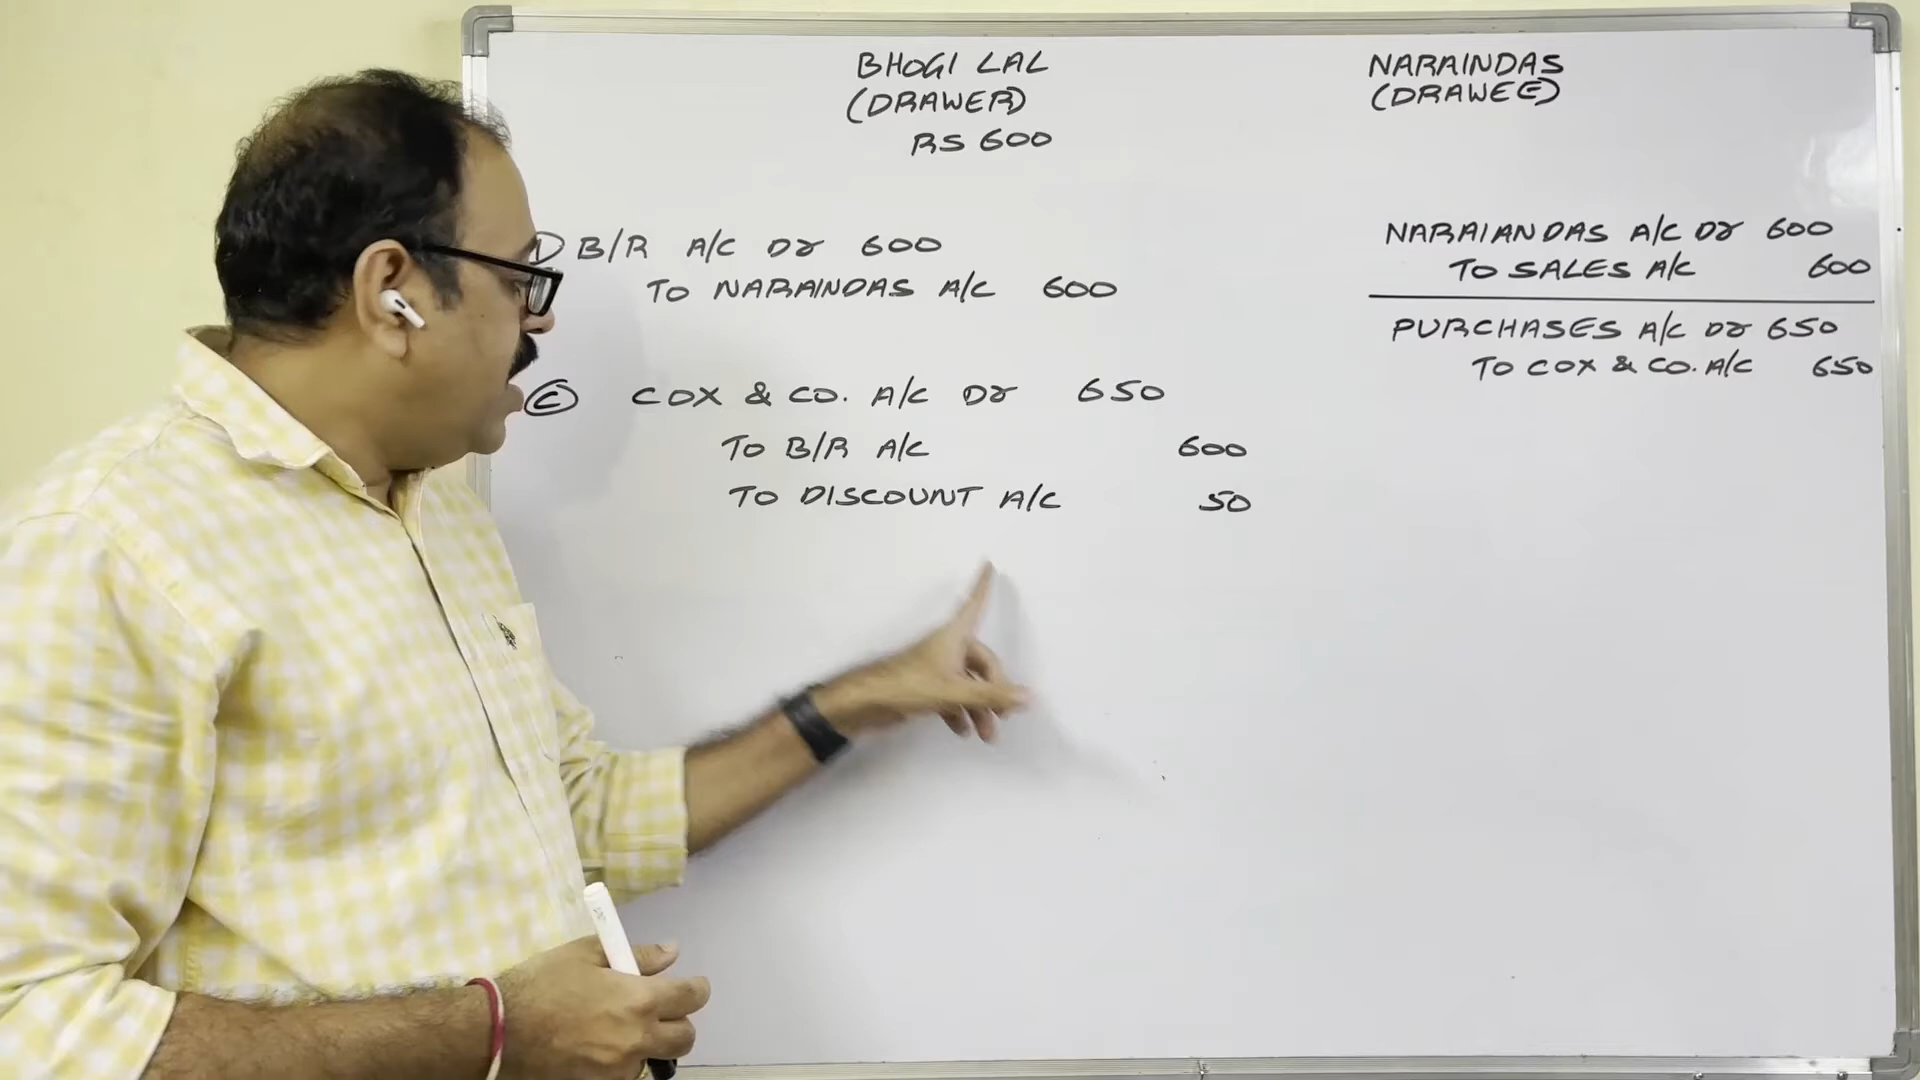 BHOGI LAL
(DRAWER)
RS 600
1) B/R A/C Dr 600
TO NARAINDAS A/C 600
(C) COX & CO. A/C Dr 650
TO B/R A/C 600
TO DISCOUNT A/C 50
NARAINDAS
(DRAWEE)
NARAIANDAS A/C Dr 600
TO SALES A/C 600
PURCHASES A/C Dr 650
TO COX & CO. A/C 650